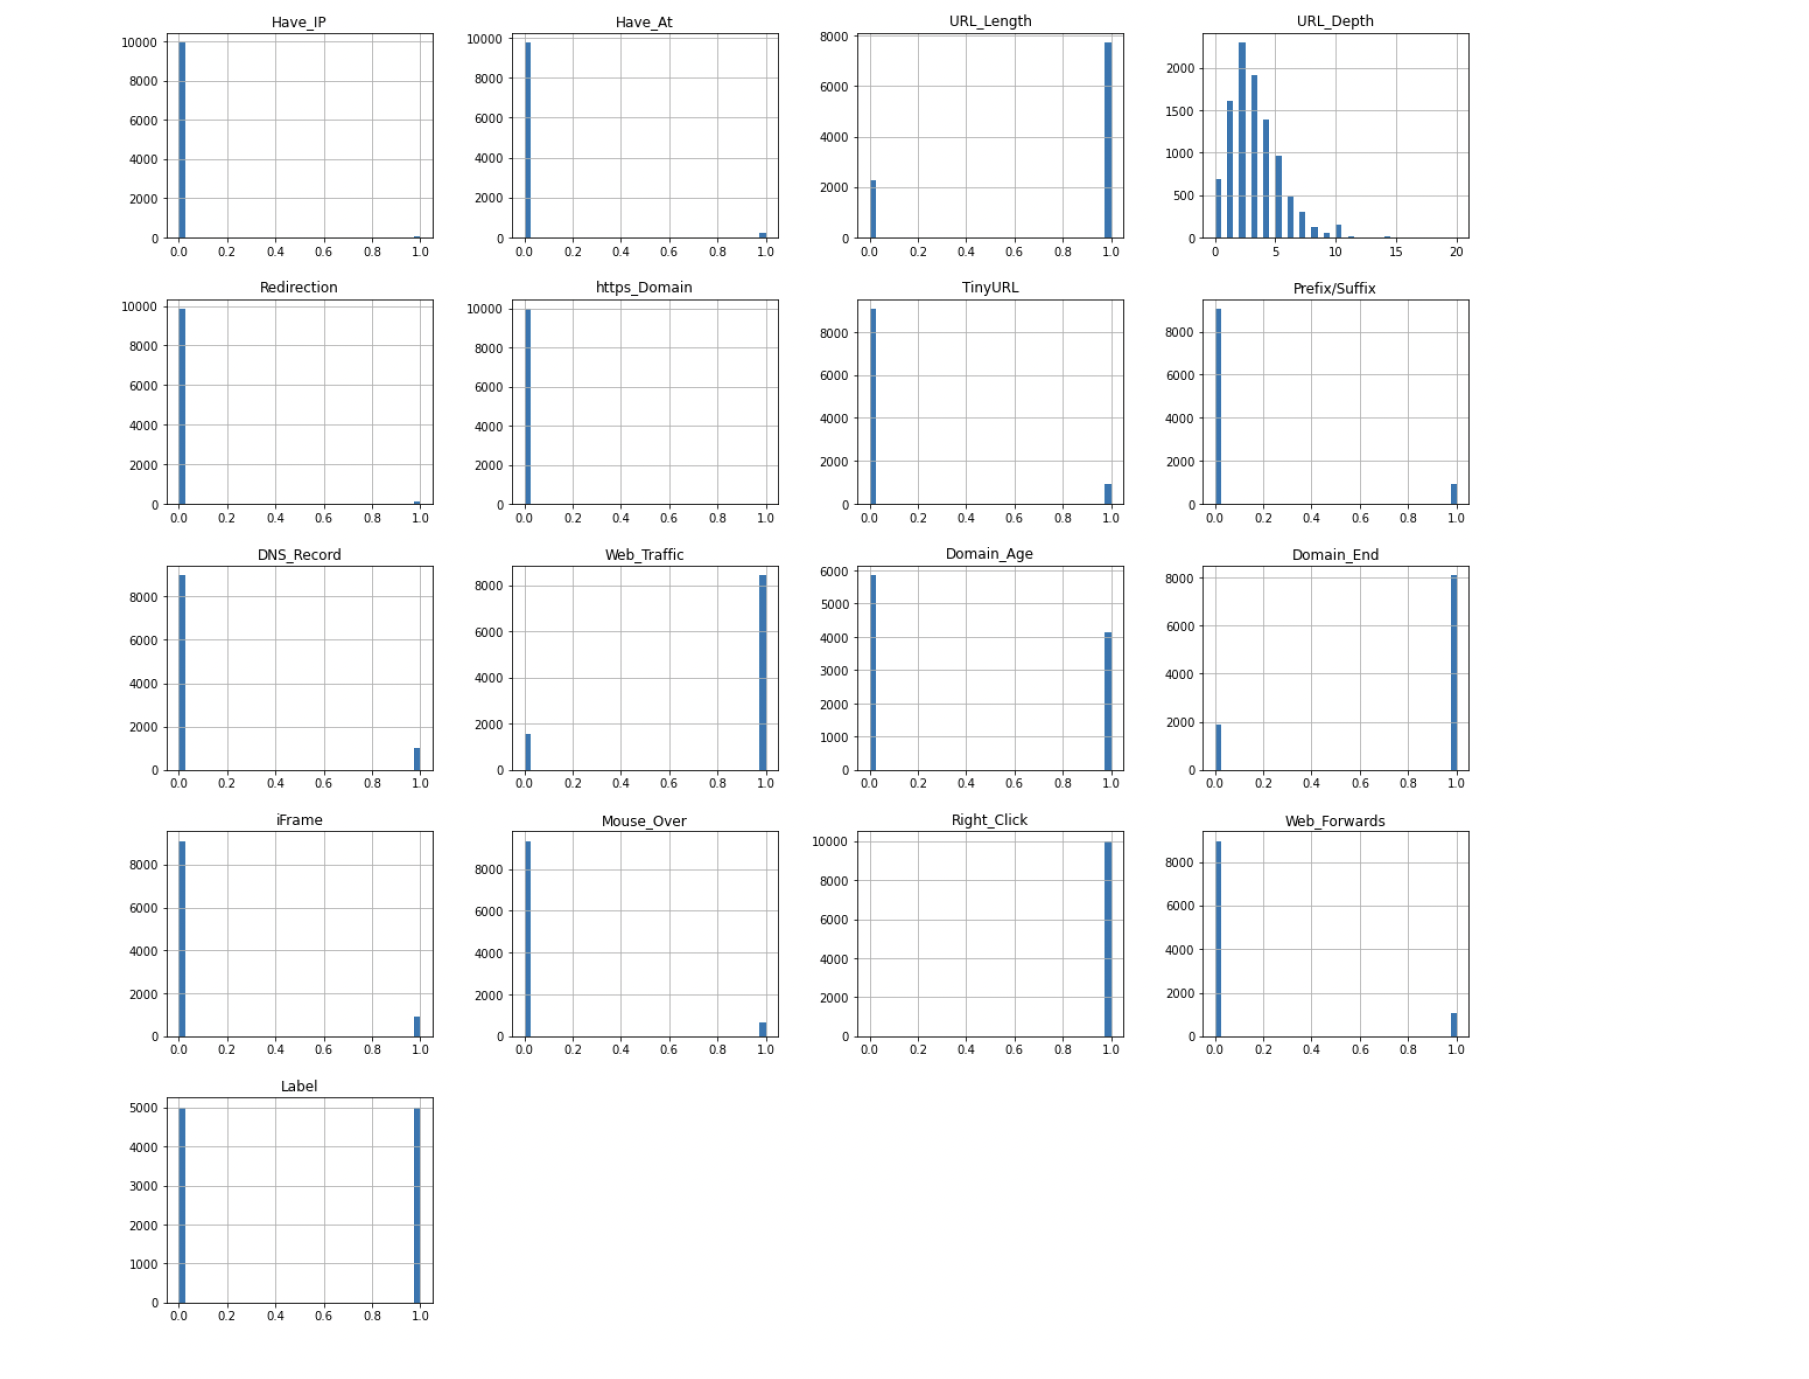 Have_IP
10000
8000
6000
4000
2000
0
0.0 0.2 0.4 0.6 0.8 1.0
Have_At
10000
8000
6000
4000
2000
0
0.0 0.2 0.4 0.6 0.8 1.0
URL_Length
8000
6000
4000
2000
0
0.0 0.2 0.4 0.6 0.8 1.0
URL_Depth
2000
1500
1000
500
0
0 5 10 15 20
Redirection
10000
8000
6000
4000
2000
0
0.0 0.2 0.4 0.6 0.8 1.0
https_Domain
10000
8000
6000
4000
2000
0
0.0 0.2 0.4 0.6 0.8 1.0
TinyURL
8000
6000
4000
2000
0
0.0 0.2 0.4 0.6 0.8 1.0
Prefix/Suffix
8000
6000
4000
2000
0
0.0 0.2 0.4 0.6 0.8 1.0
DNS_Record
8000
6000
4000
2000
0
0.0 0.2 0.4 0.6 0.8 1.0
Web_Traffic
8000
6000
4000
2000
0
0.0 0.2 0.4 0.6 0.8 1.0
Domain_Age
6000
5000
4000
3000
2000
1000
0
0.0 0.2 0.4 0.6 0.8 1.0
Domain_End
8000
6000
4000
2000
0
0.0 0.2 0.4 0.6 0.8 1.0
iFrame
8000
6000
4000
2000
0
0.0 0.2 0.4 0.6 0.8 1.0
Mouse_Over
8000
6000
4000
2000
0
0.0 0.2 0.4 0.6 0.8 1.0
Right_Click
10000
8000
6000
4000
2000
0
0.0 0.2 0.4 0.6 0.8 1.0
Web_Forwards
8000
6000
4000
2000
0
0.0 0.2 0.4 0.6 0.8 1.0
Label
5000
4000
3000
2000
1000
0
0.0 0.2 0.4 0.6 0.8 1.0